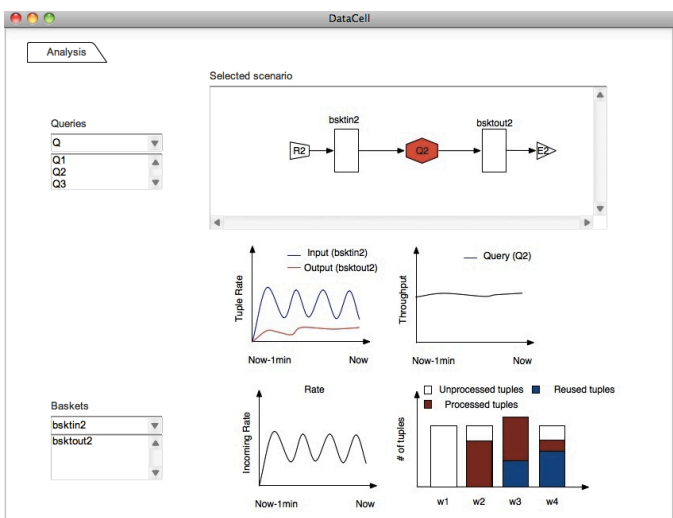 DataCell
Analysis
Selected scenario
Queries
Q
Q1
Q2
Q3
bsktin2
bsktout2
R2
Q2
E2
Input (bsktin2)
Output (bsktout2)
Tuple Rate
Now-1min
Now
Query (Q2)
Throughput
Now-1min
Now
Baskets
bsktin2
bsktout2
Rate
Incoming Rate
Now-1min
Now
Unprocessed tuples
Reused tuples
Processed tuples
# of tuples
w1
w2
w3
w4